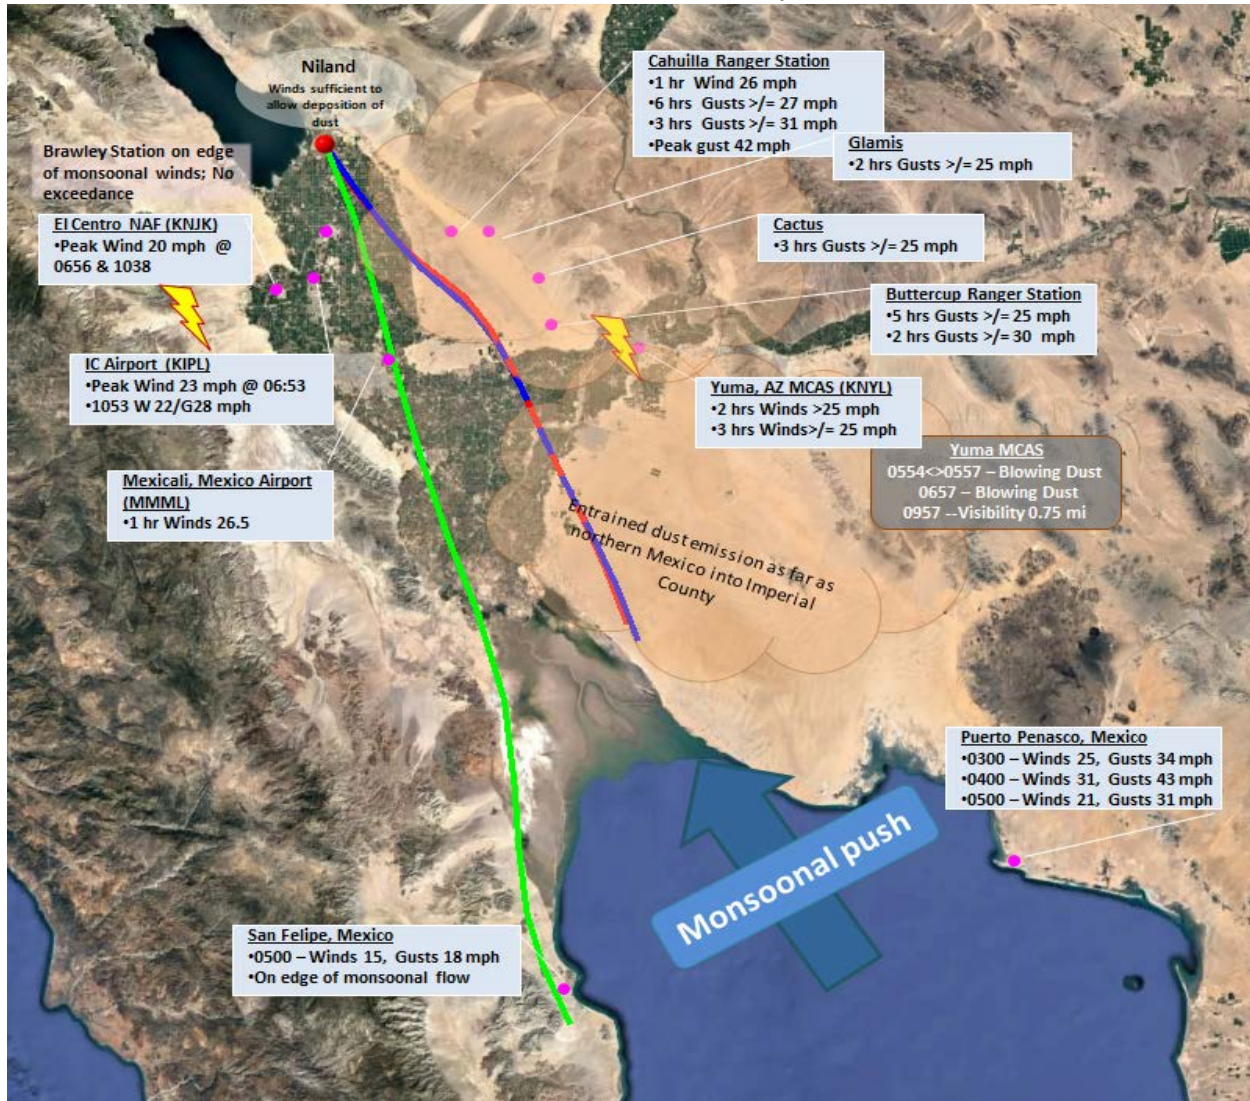 Niland
Winds sufficient to
allow deposition of
dust
Cahuilla Ranger Station
•1 hr Wind 26 mph
•6 hrs Gusts >/= 27 mph
•3 hrs Gusts >/= 31 mph
•Peak gust 42 mph
Glamis
•2 hrs Gusts >/= 25 mph
Brawley Station on edge
of monsoonal winds; No
exceedance
El Centro NAF (KNJK)
•Peak Wind 20 mph @
0656 & 1038
Cactus
•3 hrs Gusts >/= 25 mph
Buttercup Ranger Station
•5 hrs Gusts >/= 25 mph
•2 hrs Gusts >/= 30 mph
IC Airport (KIPL)
•Peak Wind 23 mph @ 06:53
•1053 W 22/G28 mph
Yuma, AZ MCAS (KNYL)
•2 hrs Winds >25 mph
•3 hrs Winds>/= 25 mph
Yuma MCAS
0554<>0557 – Blowing Dust
0657 – Blowing Dust
0957 --Visibility 0.75 mi
Mexicali, Mexico Airport
(MMML)
•1 hr Winds 26.5
Entrained dust emission as far as
northern Mexico into Imperial
County
Puerto Penasco, Mexico
•0300 – Winds 25, Gusts 34 mph
•0400 – Winds 31, Gusts 43 mph
•0500 – Winds 21, Gusts 31 mph
Monsoonal push
San Felipe, Mexico
•0500 – Winds 15, Gusts 18 mph
•On edge of monsoonal flow